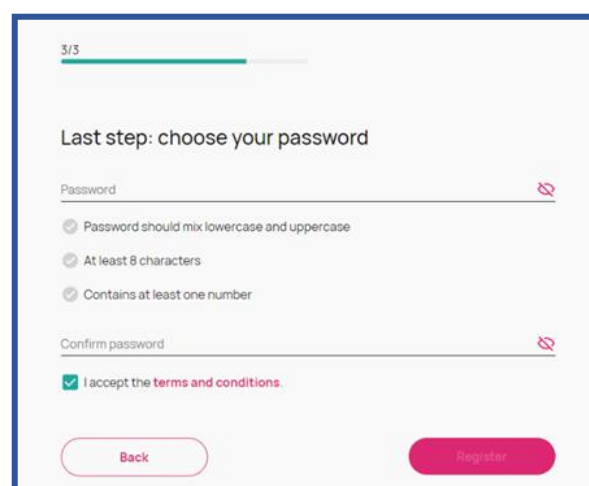 3/3
Last step: choose your password
Password
Password should mix lowercase and uppercase
At least 8 characters
Contains at least one number
Confirm password
I accept the terms and conditions.
Back
Register